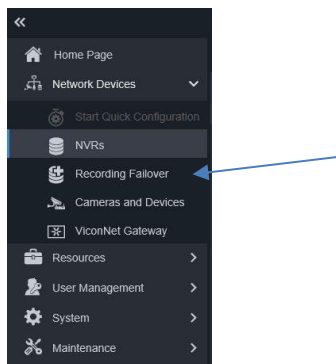 Home Page
Network Devices
Start Quick Configuration
NVRs
Recording Failover
Cameras and Devices
ViconNet Gateway
Resources
User Management
System
Maintenance